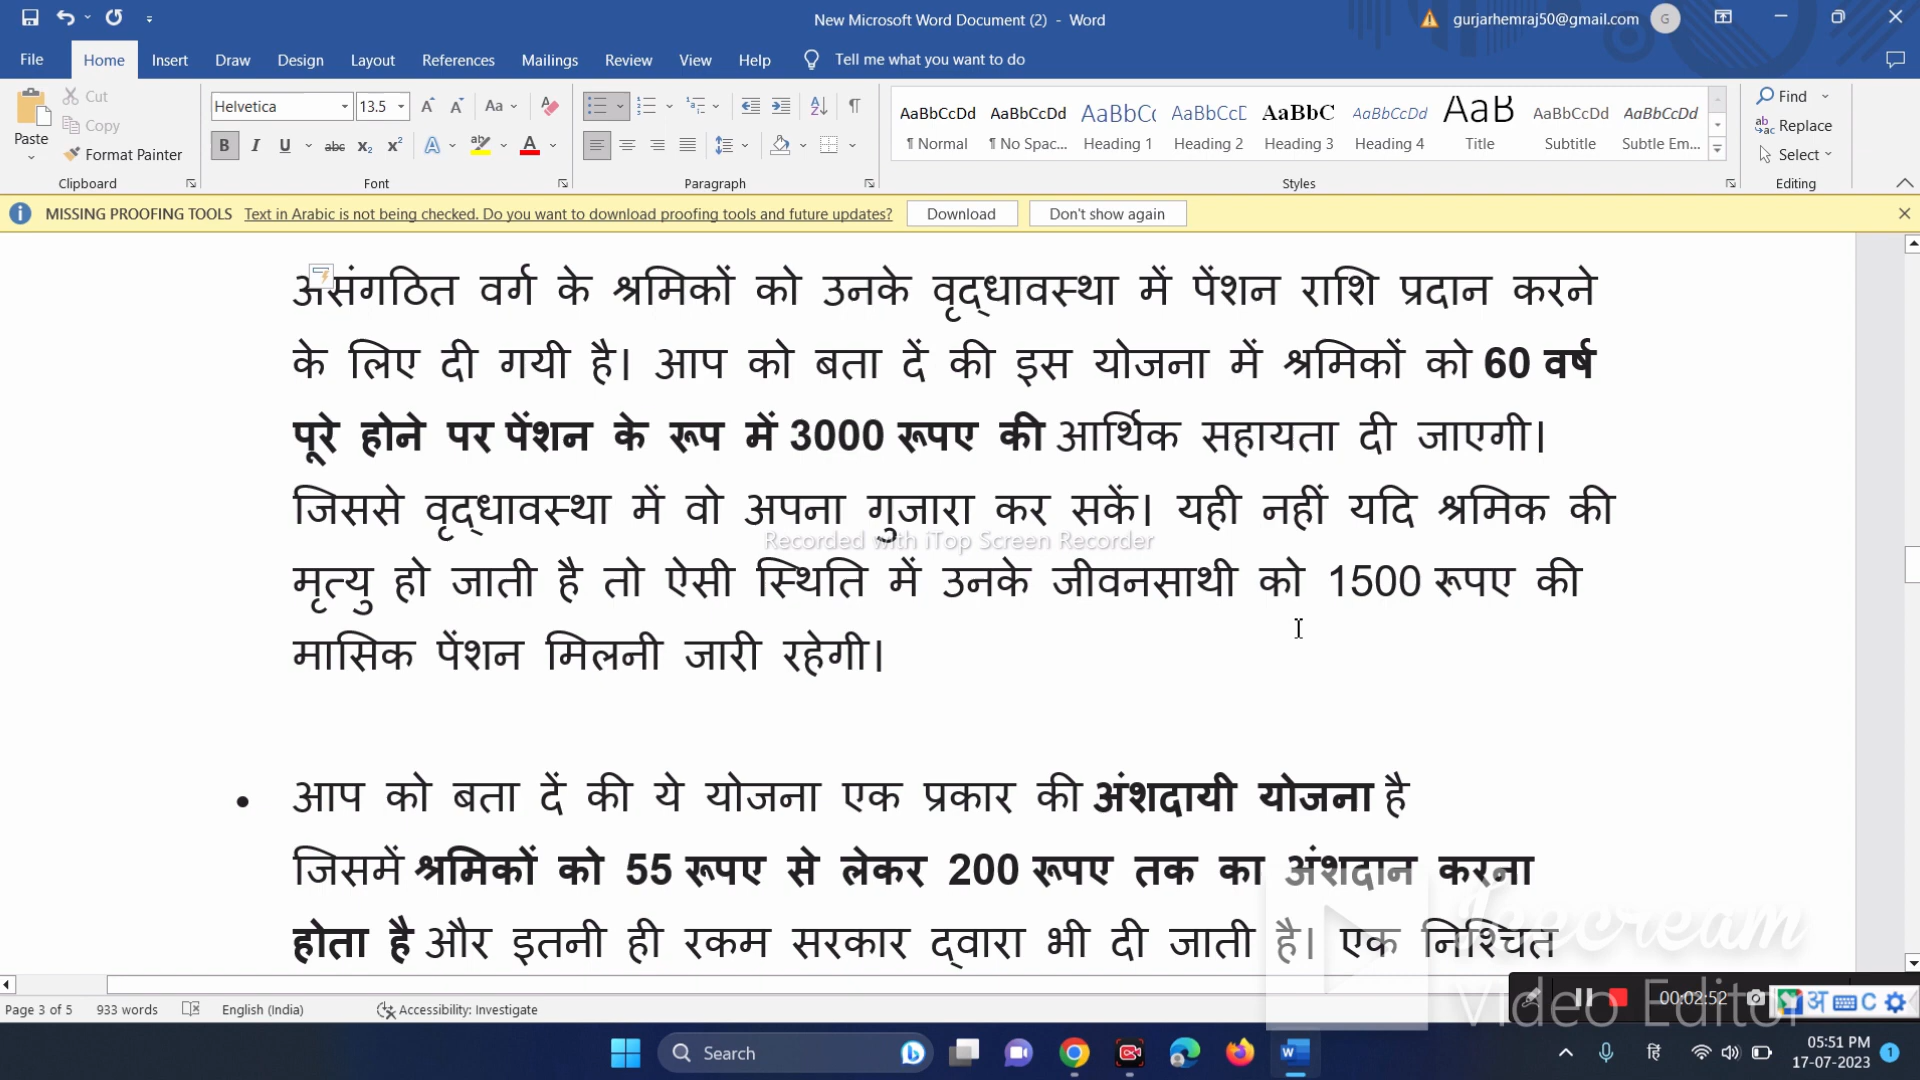 New Microsoft Word Document (2) - Word
gurjarhemraj50@gmail.com
G
File
Home
Insert
Draw
Design
Layout
References
Mailings
Review
View
Help
Tell me what you want to do
Paste
Cut
Copy
Format Painter
Clipboard
Helvetica
13.5
Font
Paragraph
AaBbCcDd
¶ Normal
AaBbCcDd
¶ No Spac...
AaBbC
Heading 1
AaBbCcE
Heading 2
AaBbC
Heading 3
AaBbCcDd
Heading 4
AaB
Title
AaBbCcDd
Subtitle
AaBbCcDd
Subtle Em...
Styles
Find
Replace
Select
Editing
MISSING PROOFING TOOLS Text in Arabic is not being checked. Do you want to download proofing tools and future updates? Download Don't show again
असंगठित वर्ग के श्रमिकों को उनके वृद्धावस्था में पेंशन राशि प्रदान करने
के लिए दी गयी है। आप को बता दें की इस योजना में श्रमिकों को 60 वर्ष
पूरे होने पर पेंशन के रूप में 3000 रूपए की आर्थिक सहायता दी जाएगी।
जिससे वृद्धावस्था में वो अपना गुजारा कर सकें। यही नहीं यदि श्रमिक की
Recorded with iTop Screen Recorder
मृत्यु हो जाती है तो ऐसी स्थिति में उनके जीवनसाथी को 1500 रूपए की
मासिक पेंशन मिलनी जारी रहेगी।
• आप को बता दें की ये योजना एक प्रकार की अंशदायी योजना है
जिसमें श्रमिकों को 55 रूपए से लेकर 200 रूपए तक का अंशदान करना
होता है और इतनी ही रकम सरकार द्वारा भी दी जाती है। एक निश्चित
Icecream
Video Editor
00:02:52
Page 3 of 5
933 words
English (India)
Accessibility: Investigate
Search
हिं
05:51 PM
17-07-2023
1